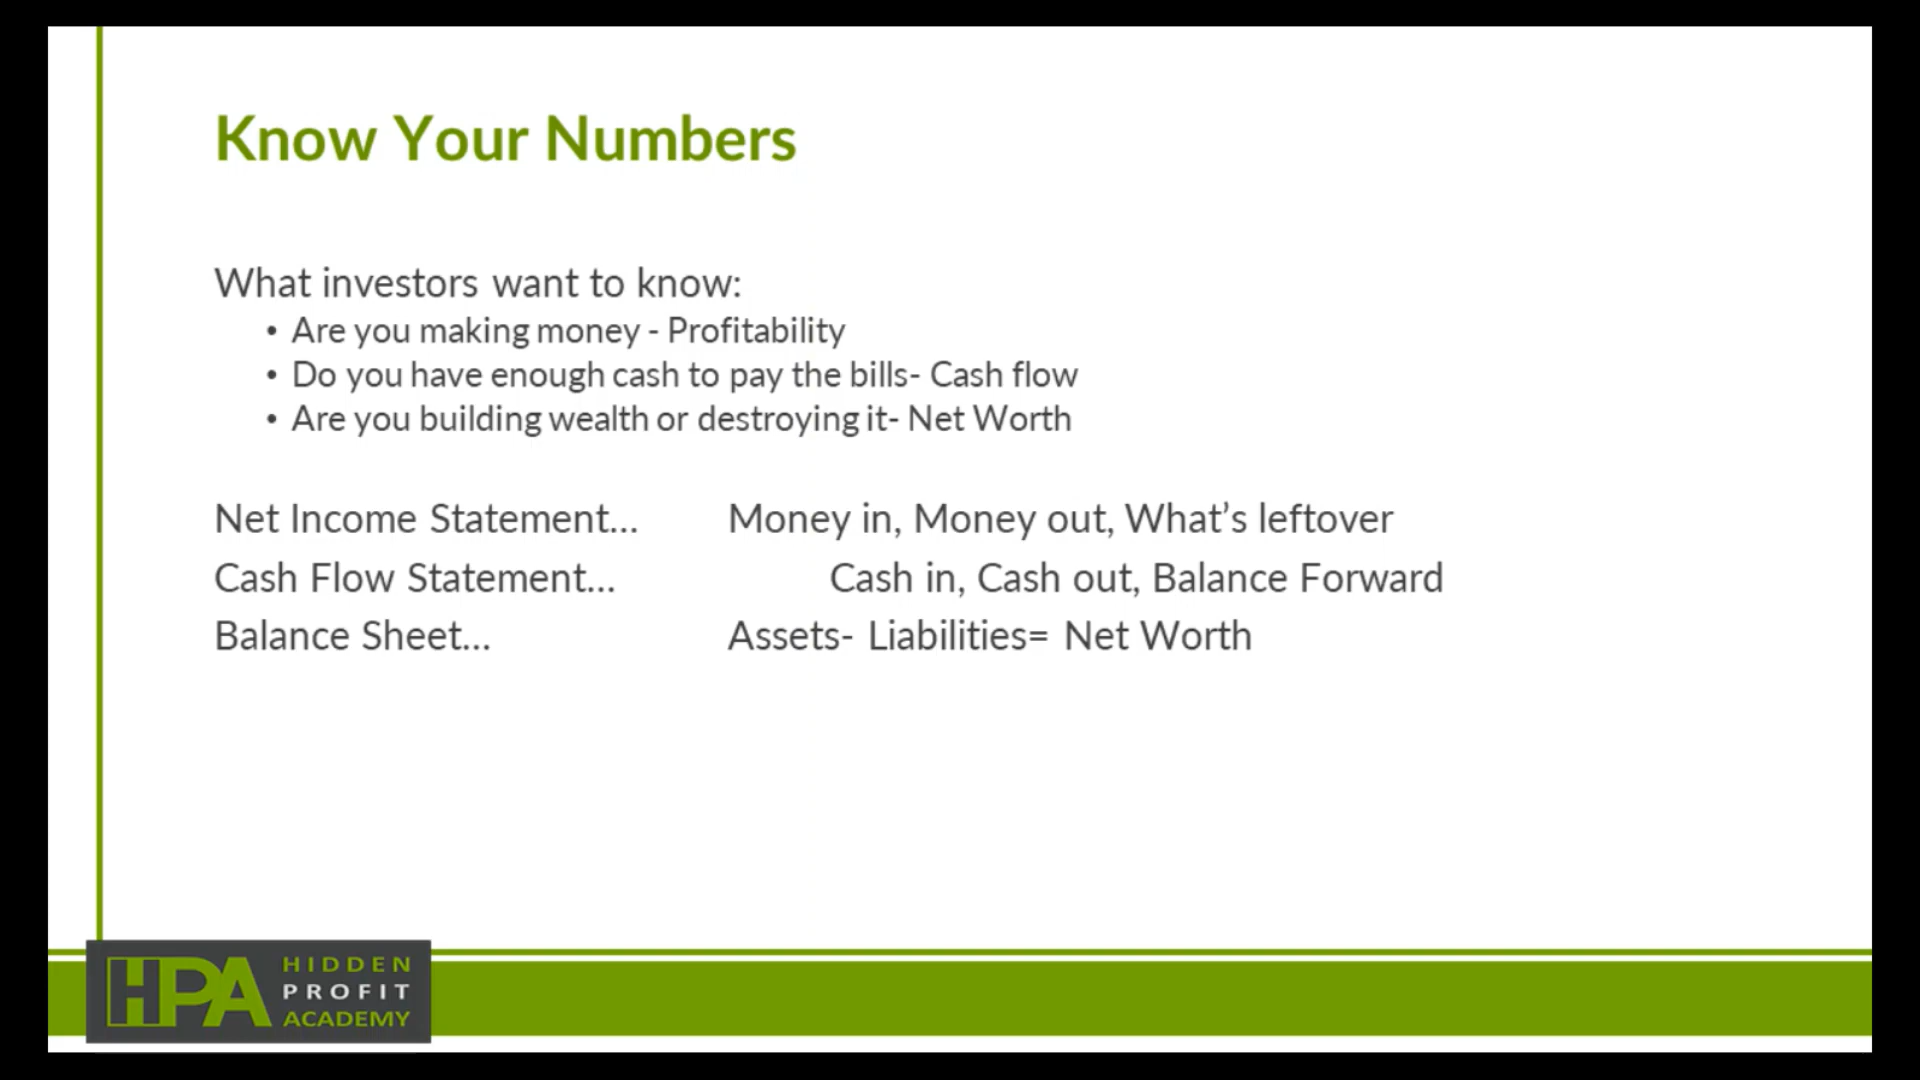 Know Your Numbers
What investors want to know:
• Are you making money - Profitability
• Do you have enough cash to pay the bills- Cash flow
• Are you building wealth or destroying it- Net Worth
Net Income Statement... Money in, Money out, What’s leftover
Cash Flow Statement... Cash in, Cash out, Balance Forward
Balance Sheet... Assets- Liabilities= Net Worth
HPA
HIDDEN
PROFIT
ACADEMY